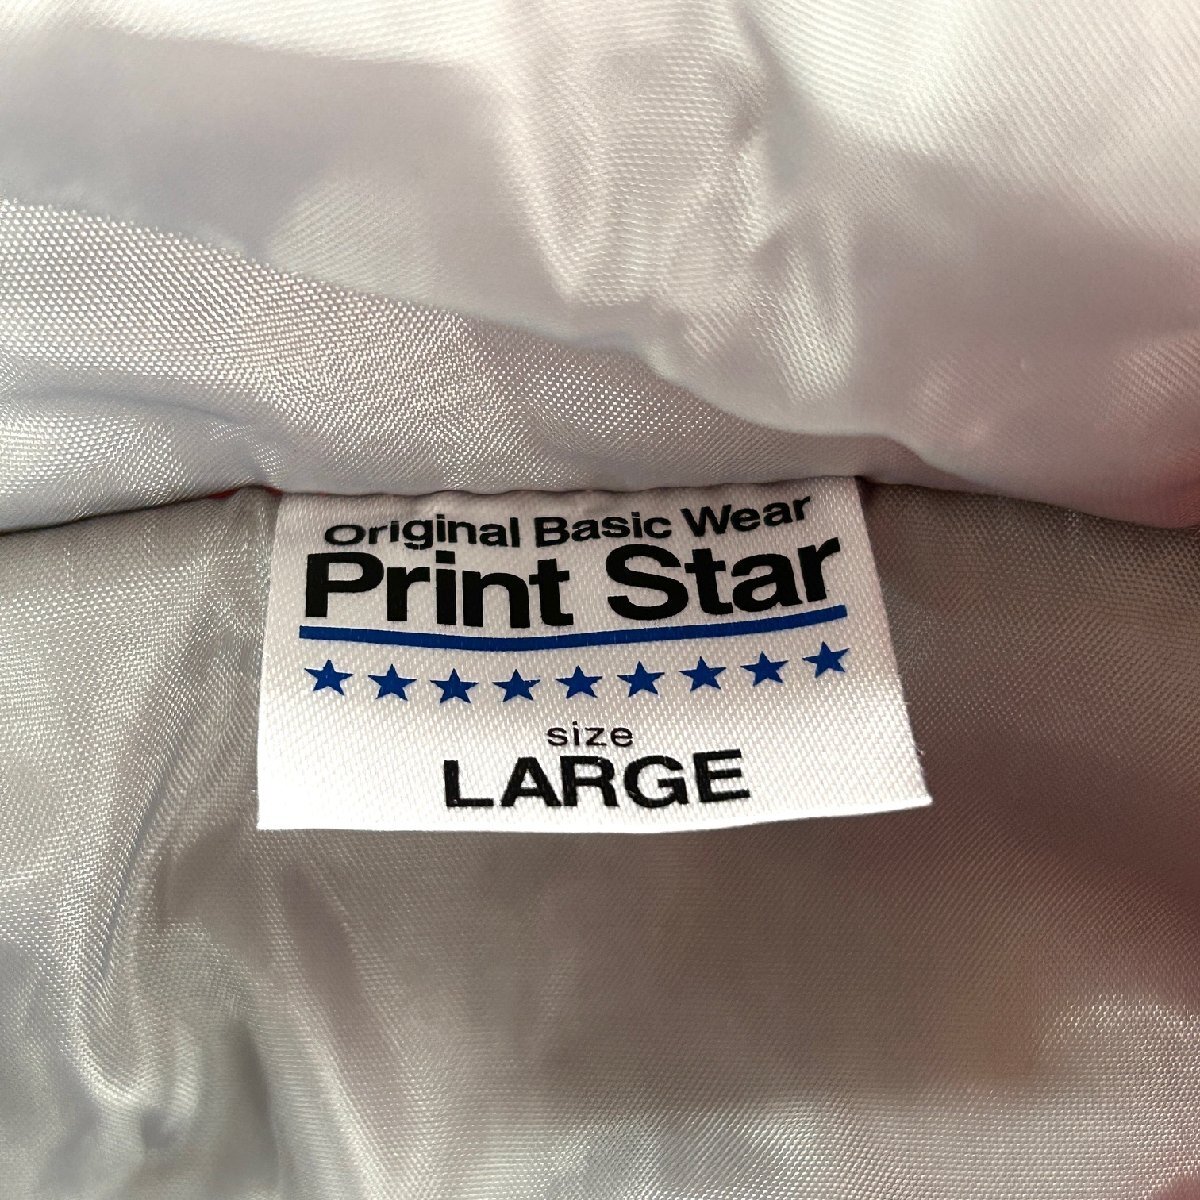 Original Basic Wear
Print Star
★★★★★★★★★
size
LARGE